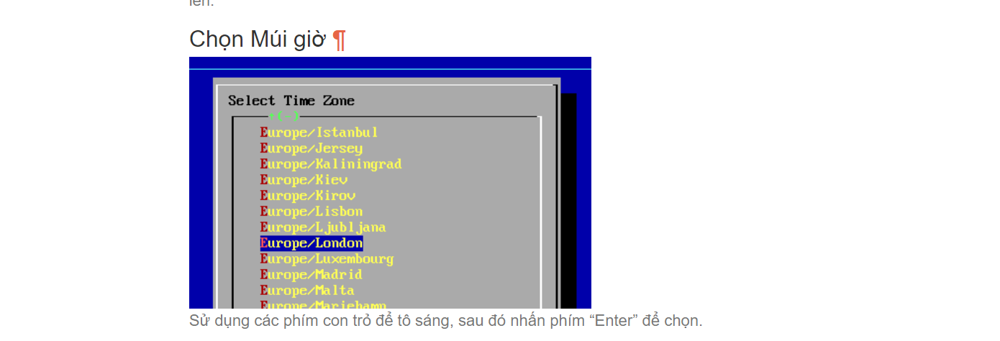 lên.
Chọn Múi giờ ¶
Select Time Zone
↑(-)
Europe/Istanbul
Europe/Jersey
Europe/Kaliningrad
Europe/Kiev
Europe/Kirov
Europe/Lisbon
Europe/Ljubljana
Europe/London
Europe/Luxembourg
Europe/Madrid
Europe/Malta
Europe/Mariehamn
Sử dụng các phím con trỏ để tô sáng, sau đó nhấn phím “Enter” để chọn.